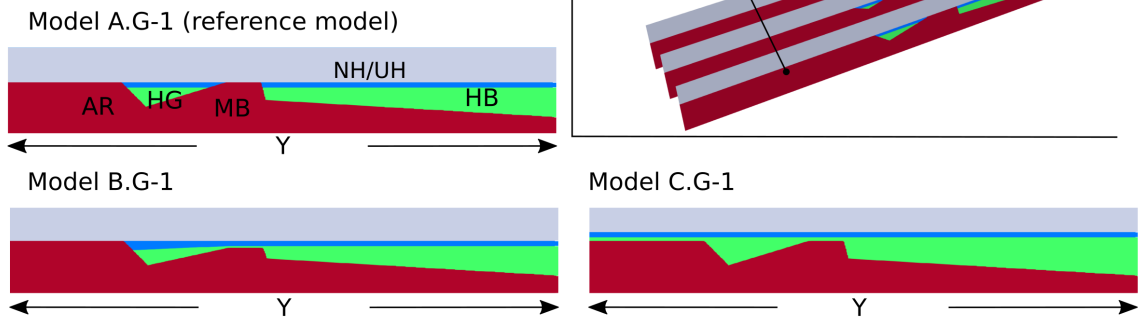 Model A.G-1 (reference model)
NH/UH
AR
HG
MB
HB
Y
Model B.G-1
Y
Model C.G-1
Y